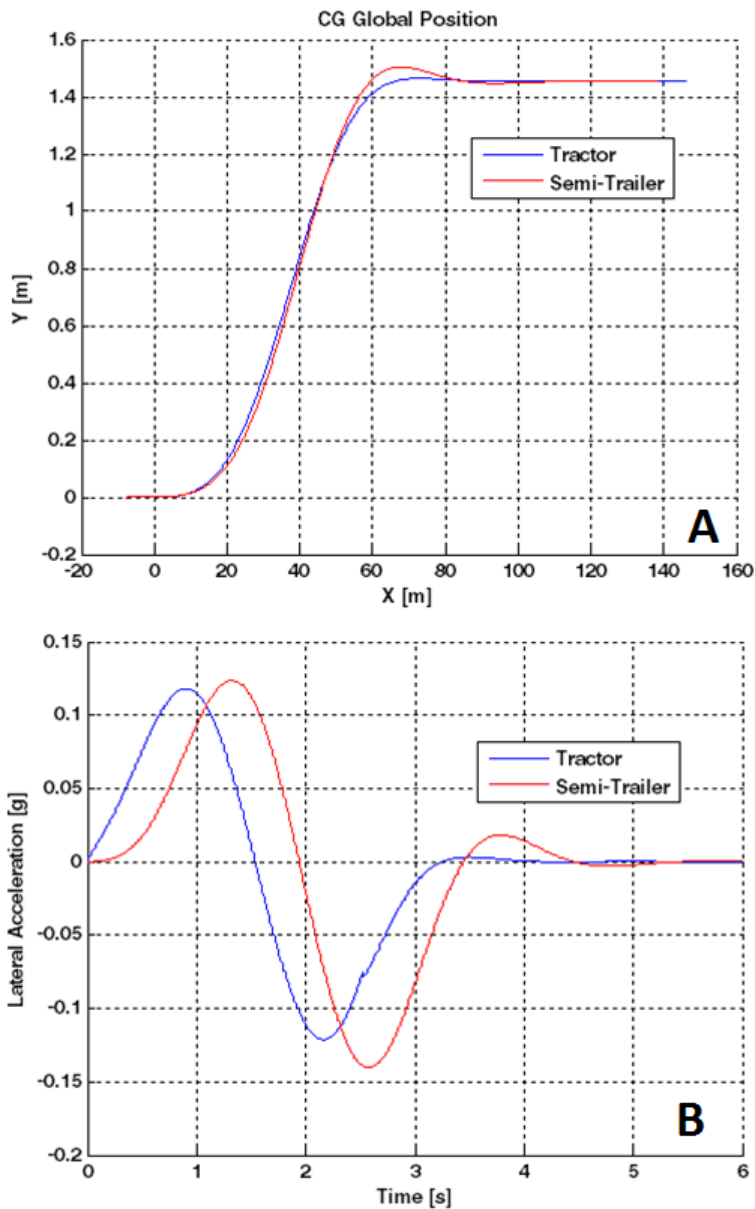 CG Global Position
1.6
1.4
1.2
1
0.8
0.6
0.4
0.2
0
-0.2
Y [m]
Tractor
Semi-Trailer
A
-20 0 20 40 60 80 100 120 140 160
X [m]
0.15
0.1
0.05
0
-0.05
-0.1
-0.15
-0.2
Lateral Acceleration [g]
Tractor
Semi-Trailer
B
0 1 2 3 4 5 6
Time [s]